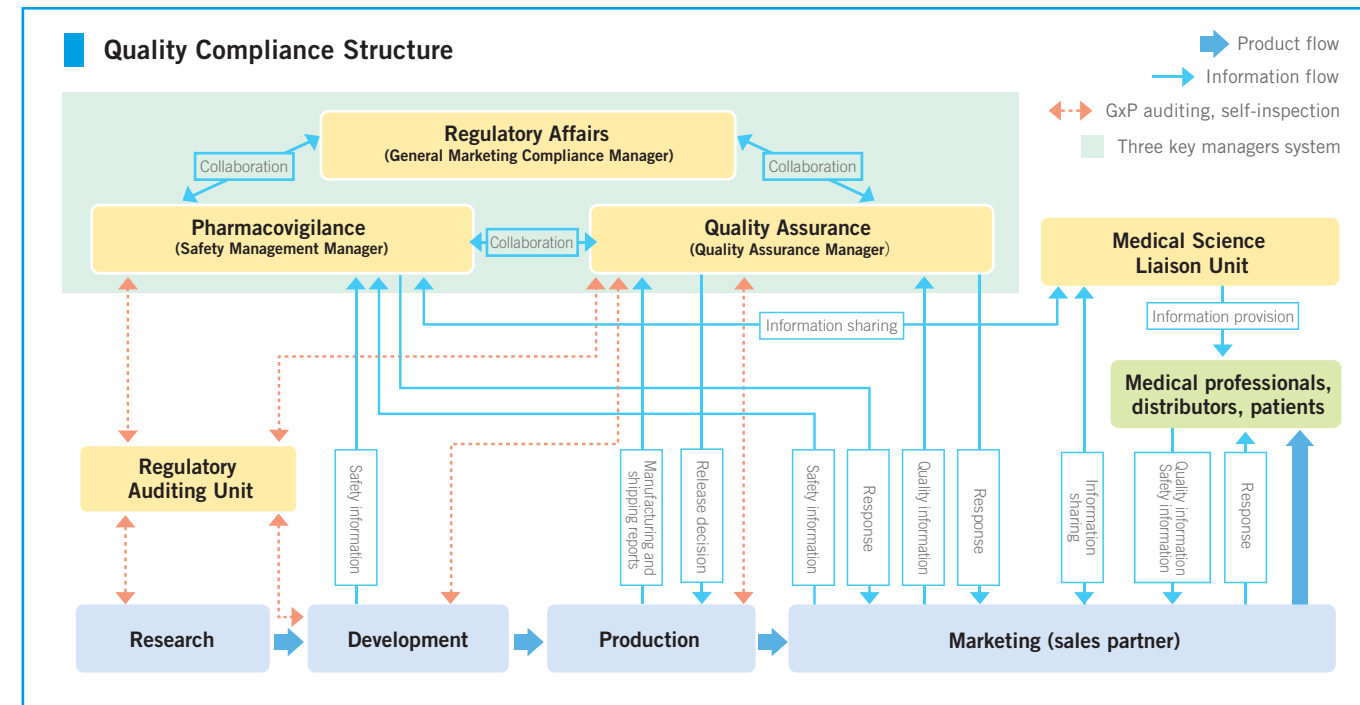 Quality Compliance Structure
Product flow
Information flow
GxP auditing, self-inspection
Three key managers system
Regulatory Affairs
(General Marketing Compliance Manager)
Collaboration
Collaboration
Pharmacovigilance
(Safety Management Manager)
Collaboration
Quality Assurance
(Quality Assurance Manager)
Medical Science
Liaison Unit
Information sharing
Information provision
Medical professionals,
distributors, patients
Regulatory
Auditing Unit
Safety information
Manufacturing and
shipping reports
Release decision
Safety information
Response
Quality information
Response
Information
sharing
Quality information
Safety information
Response
Research
Development
Production
Marketing (sales partner)